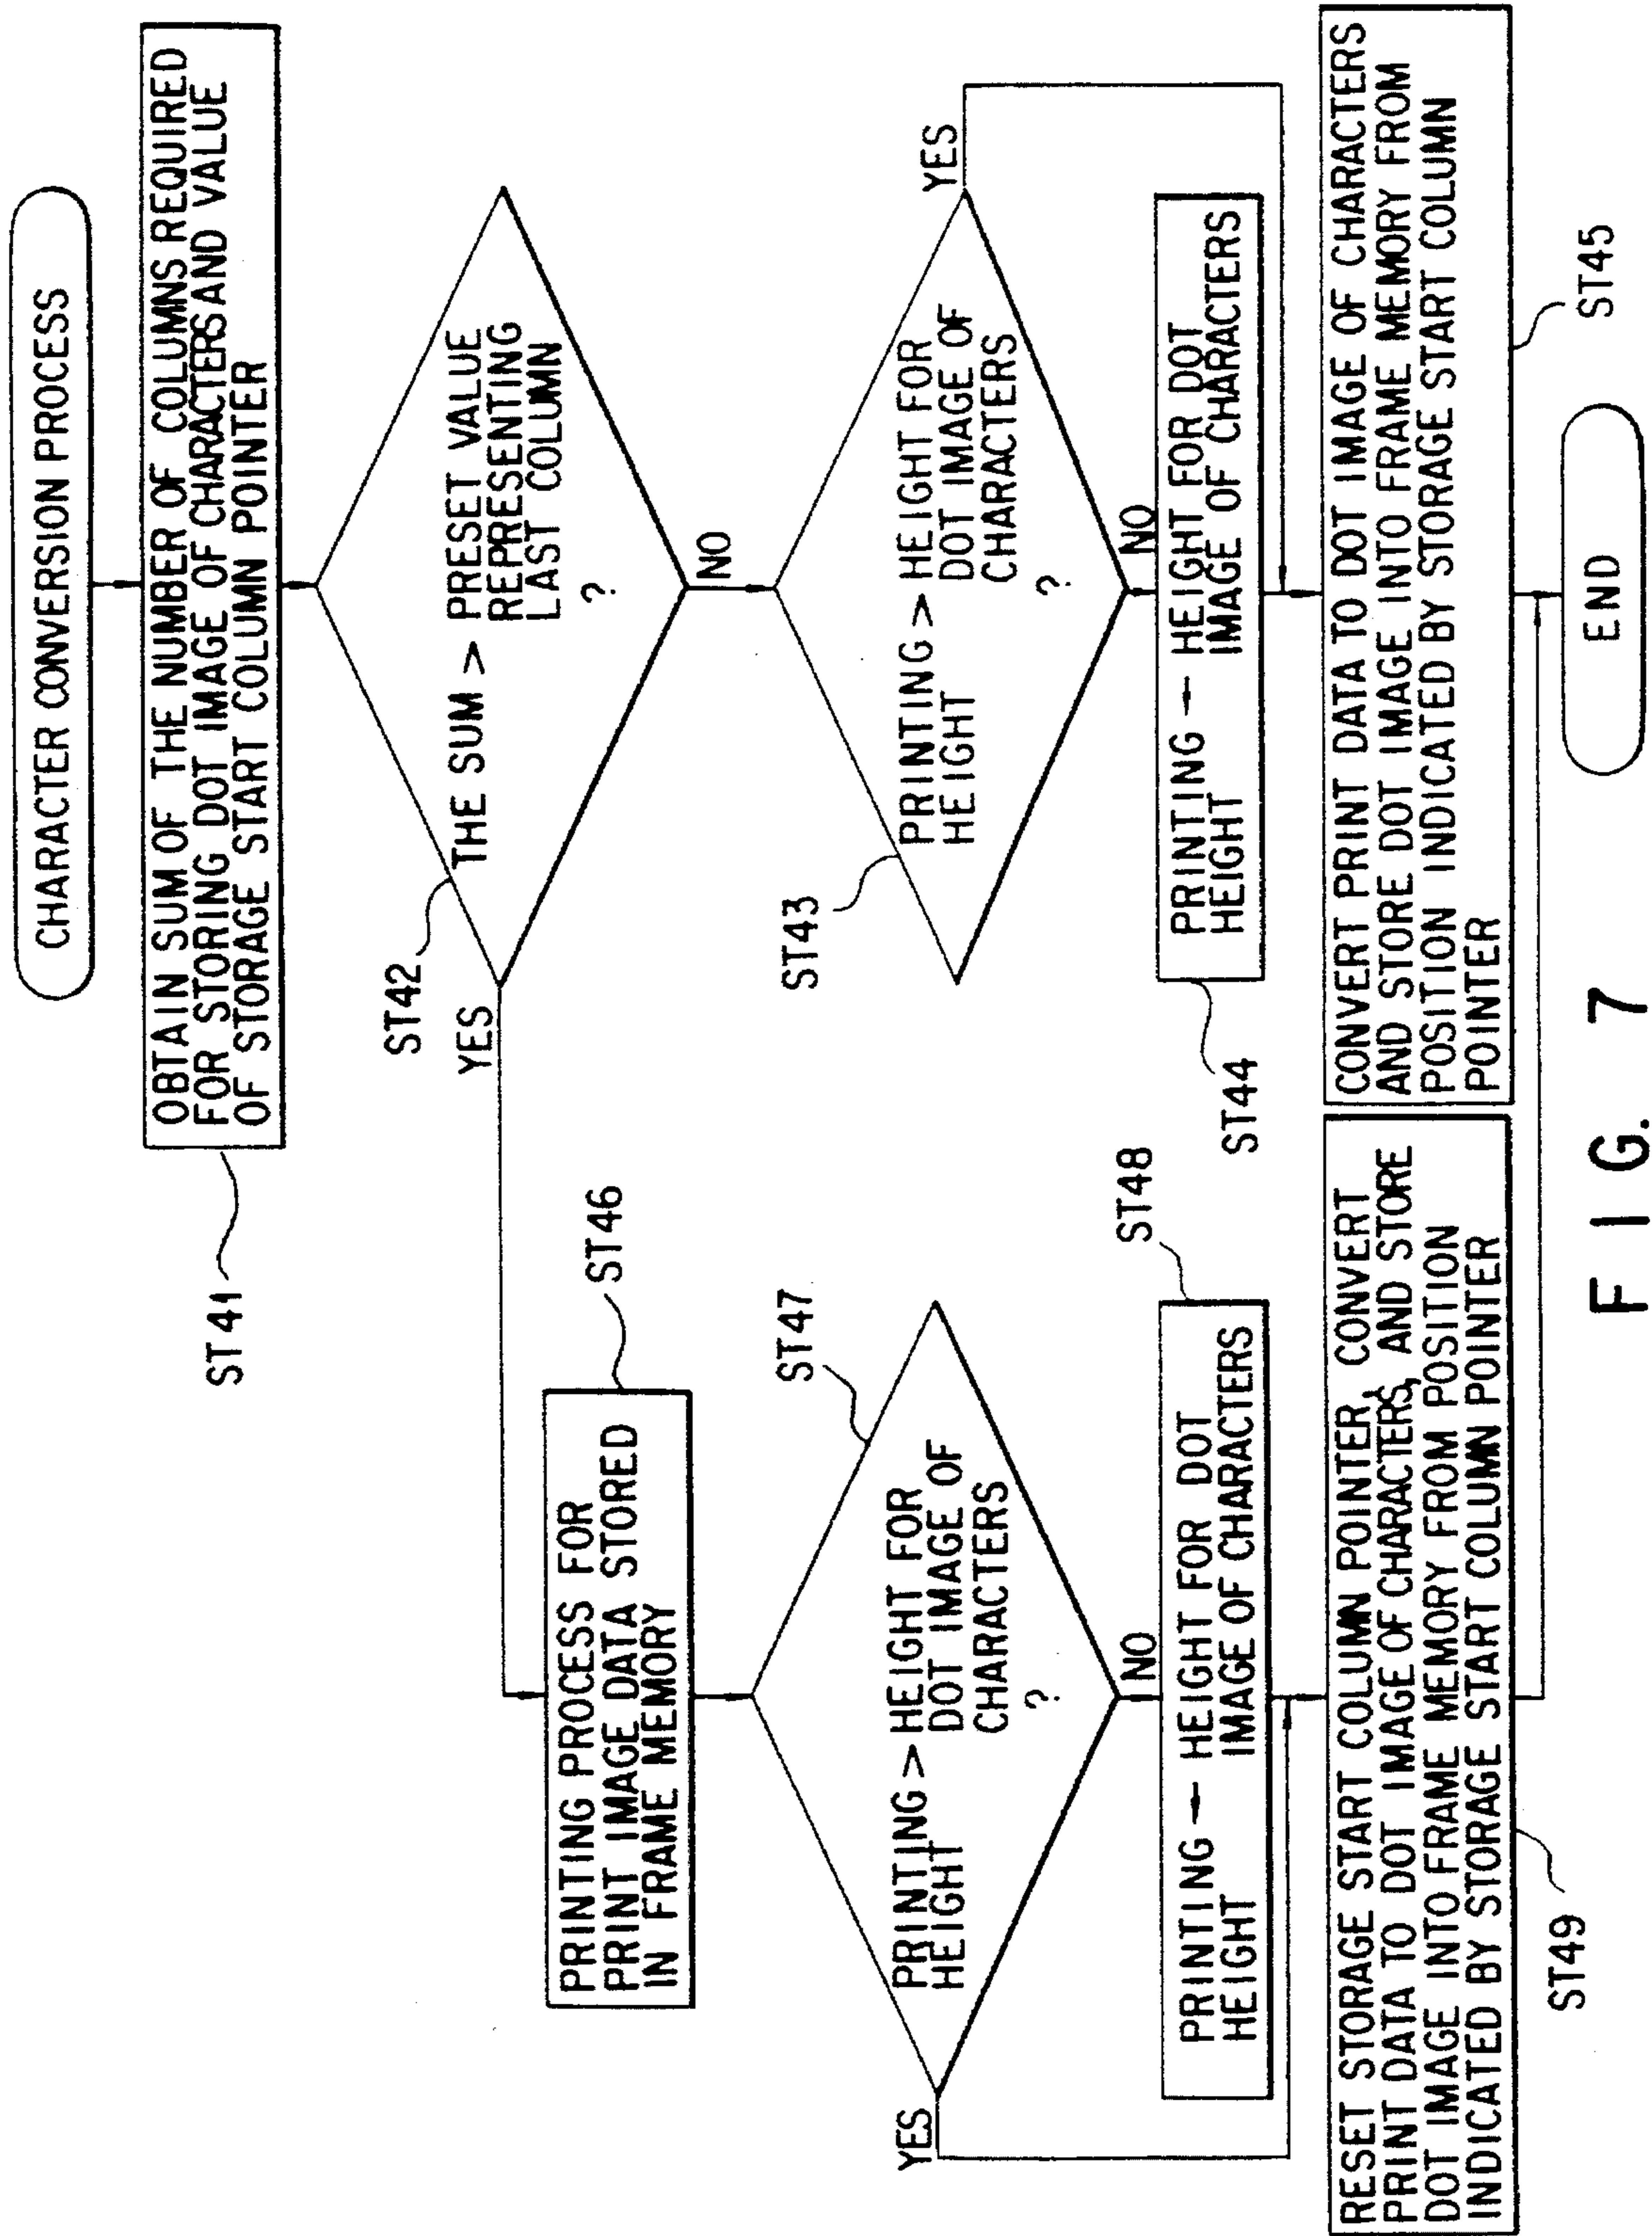 CHARACTER CONVERSION PROCESS
OBTAIN SUM OF THE NUMBER OF COLUMNS REQUIRED
FOR STORING DOT IMAGE OF CHARACTERS AND VALUE
OF STORAGE START COLUMN POINTER
ST41
ST42
THE SUM > PRESET VALUE
REPRESENTING
LAST COLUMN
?
YES
NO
ST46
PRINTING PROCESS FOR
PRINT IMAGE DATA STORED
IN FRAME MEMORY
ST47
PRINTING > HEIGHT FOR
HEIGHT DOT IMAGE OF
CHARACTERS
?
YES
NO
ST48
PRINTING ← HEIGHT FOR DOT
HEIGHT IMAGE OF CHARACTERS
RESET STORAGE START COLUMN POINTER, CONVERT
PRINT DATA TO DOT IMAGE OF CHARACTERS, AND STORE
DOT IMAGE INTO FRAME MEMORY FROM POSITION
INDICATED BY STORAGE START COLUMN POINTER
ST49
ST43
PRINTING > HEIGHT FOR
HEIGHT DOT IMAGE OF
CHARACTERS
?
YES
NO
ST44
PRINTING ← HEIGHT FOR DOT
HEIGHT IMAGE OF CHARACTERS
CONVERT PRINT DATA TO DOT IMAGE OF CHARACTERS
AND STORE DOT IMAGE INTO FRAME MEMORY FROM
POSITION INDICATED BY STORAGE START COLUMN
POINTER
ST45
END
FIG. 7